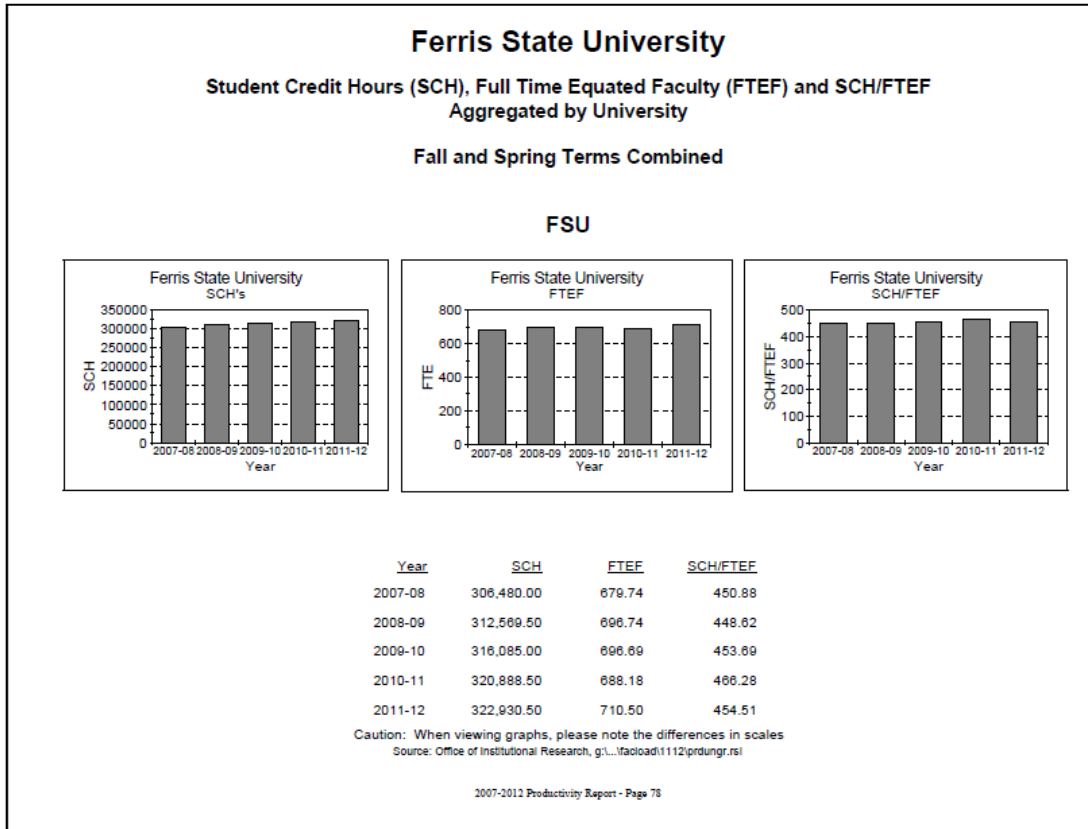 Ferris State University
Student Credit Hours (SCH), Full Time Equated Faculty (FTEF) and SCH/FTEF
Aggregated by University
Fall and Spring Terms Combined
FSU
Ferris State University
SCH's
350000
300000
250000
200000
150000
100000
50000
0
SCH
2007-08 2008-09 2009-10 2010-11 2011-12
Year
Ferris State University
FTEF
800
600
400
200
0
FTE
2007-08 2008-09 2009-10 2010-11 2011-12
Year
Ferris State University
SCH/FTEF
500
400
300
200
100
0
SCH/FTEF
2007-08 2008-09 2009-10 2010-11 2011-12
Year
Year SCH FTEF SCH/FTEF
2007-08 306,480.00 679.74 450.88
2008-09 312,569.50 696.74 448.62
2009-10 316,085.00 696.69 453.69
2010-11 320,888.50 688.18 466.28
2011-12 322,930.50 710.50 454.51
Caution: When viewing graphs, please note the differences in scales
Source: Office of Institutional Research, g:\...\facload\1112\prdungr.rsl
2007-2012 Productivity Report - Page 78